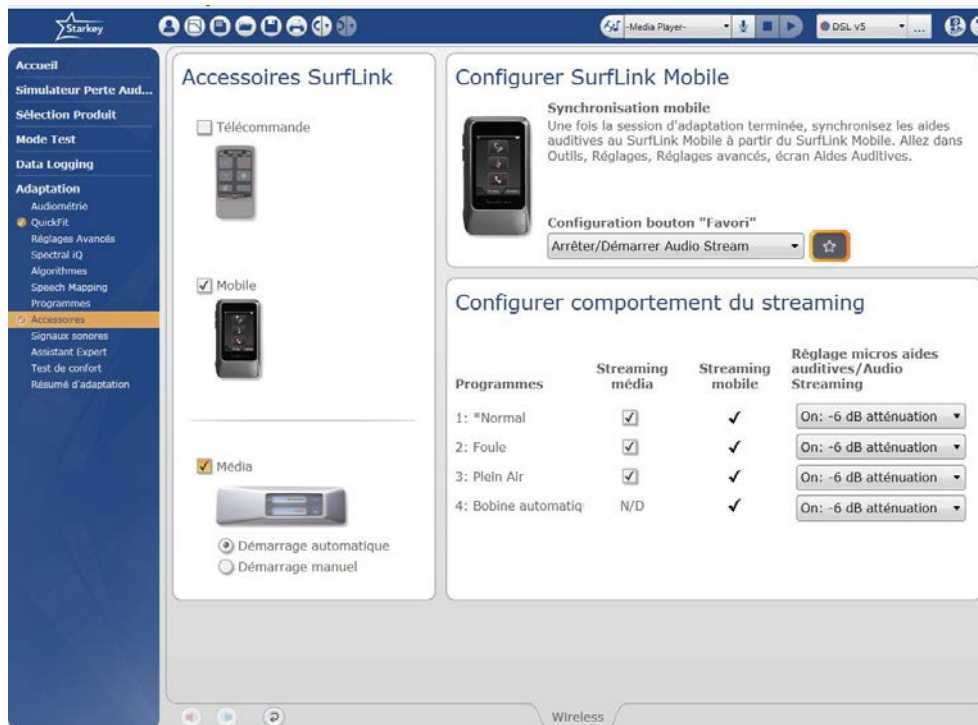 Starkey
-Media Player-
DSL v5
...
Accueil
Simulateur Perte Aud...
Sélection Produit
Mode Test
Data Logging
Adaptation
Audiométrie
QuickFit
Réglages Avancés
Spectral iQ
Algorithmes
Speech Mapping
Programmes
Accessoires
Signaux sonores
Assistant Expert
Test de confort
Résumé d'adaptation
Accessoires SurfLink
Télécommande
Mobile
Média
Démarrage automatique
Démarrage manuel
Configurer SurfLink Mobile
Synchronisation mobile
Une fois la session d'adaptation terminée, synchronisez les aides
auditives au SurfLink Mobile à partir du SurfLink Mobile. Allez dans
Outils, Réglages, Réglages avancés, écran Aides Auditives.
Configuration bouton "Favori"
Arrêter/Démarrer Audio Stream
Configurer comportement du streaming
Programmes
Streaming
média
Streaming
mobile
Réglage micros aides
auditives/Audio
Streaming
1: *Normal On: -6 dB atténuation
2: Foule On: -6 dB atténuation
3: Plein Air On: -6 dB atténuation
4: Bobine automatiq N/D On: -6 dB atténuation
Wireless